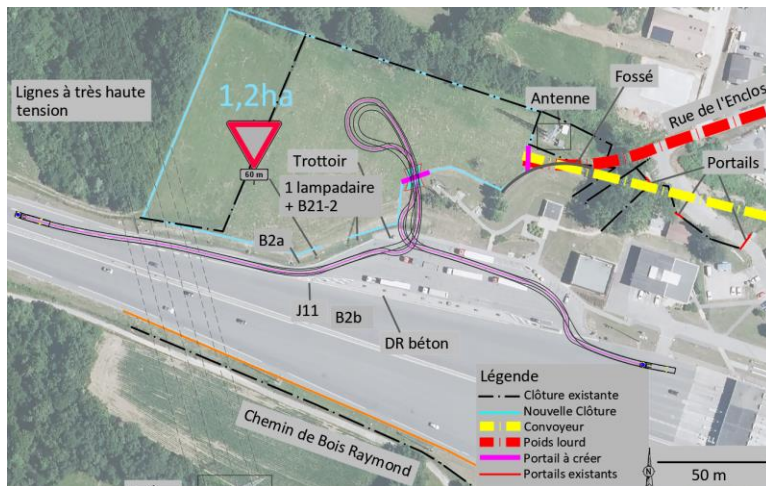 Lignes à très haute
tension
1,2ha
60 m
Trottoir
1 lampadaire
+ B21-2
B2a
J11
B2b
DR béton
Antenne
Fossé
Rue de l'Enclos
Portails
Chemin de Bois Raymond
Légende
Clôture existante
Nouvelle Clôture
Convoyeur
Poids lourd
Portail à créer
Portails existants
N
50 m